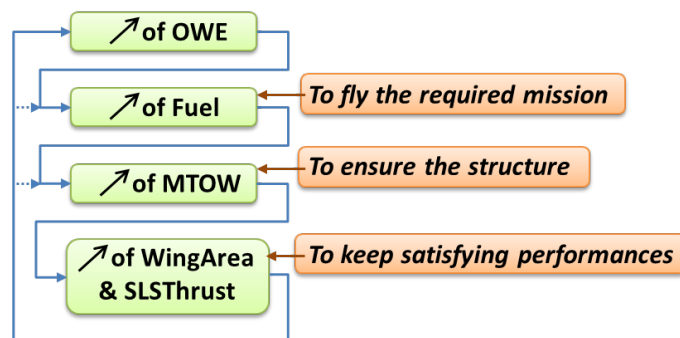 of OWE
of Fuel
To fly the required mission
of MTOW
To ensure the structure
of WingArea
& SLSThrust
To keep satisfying performances